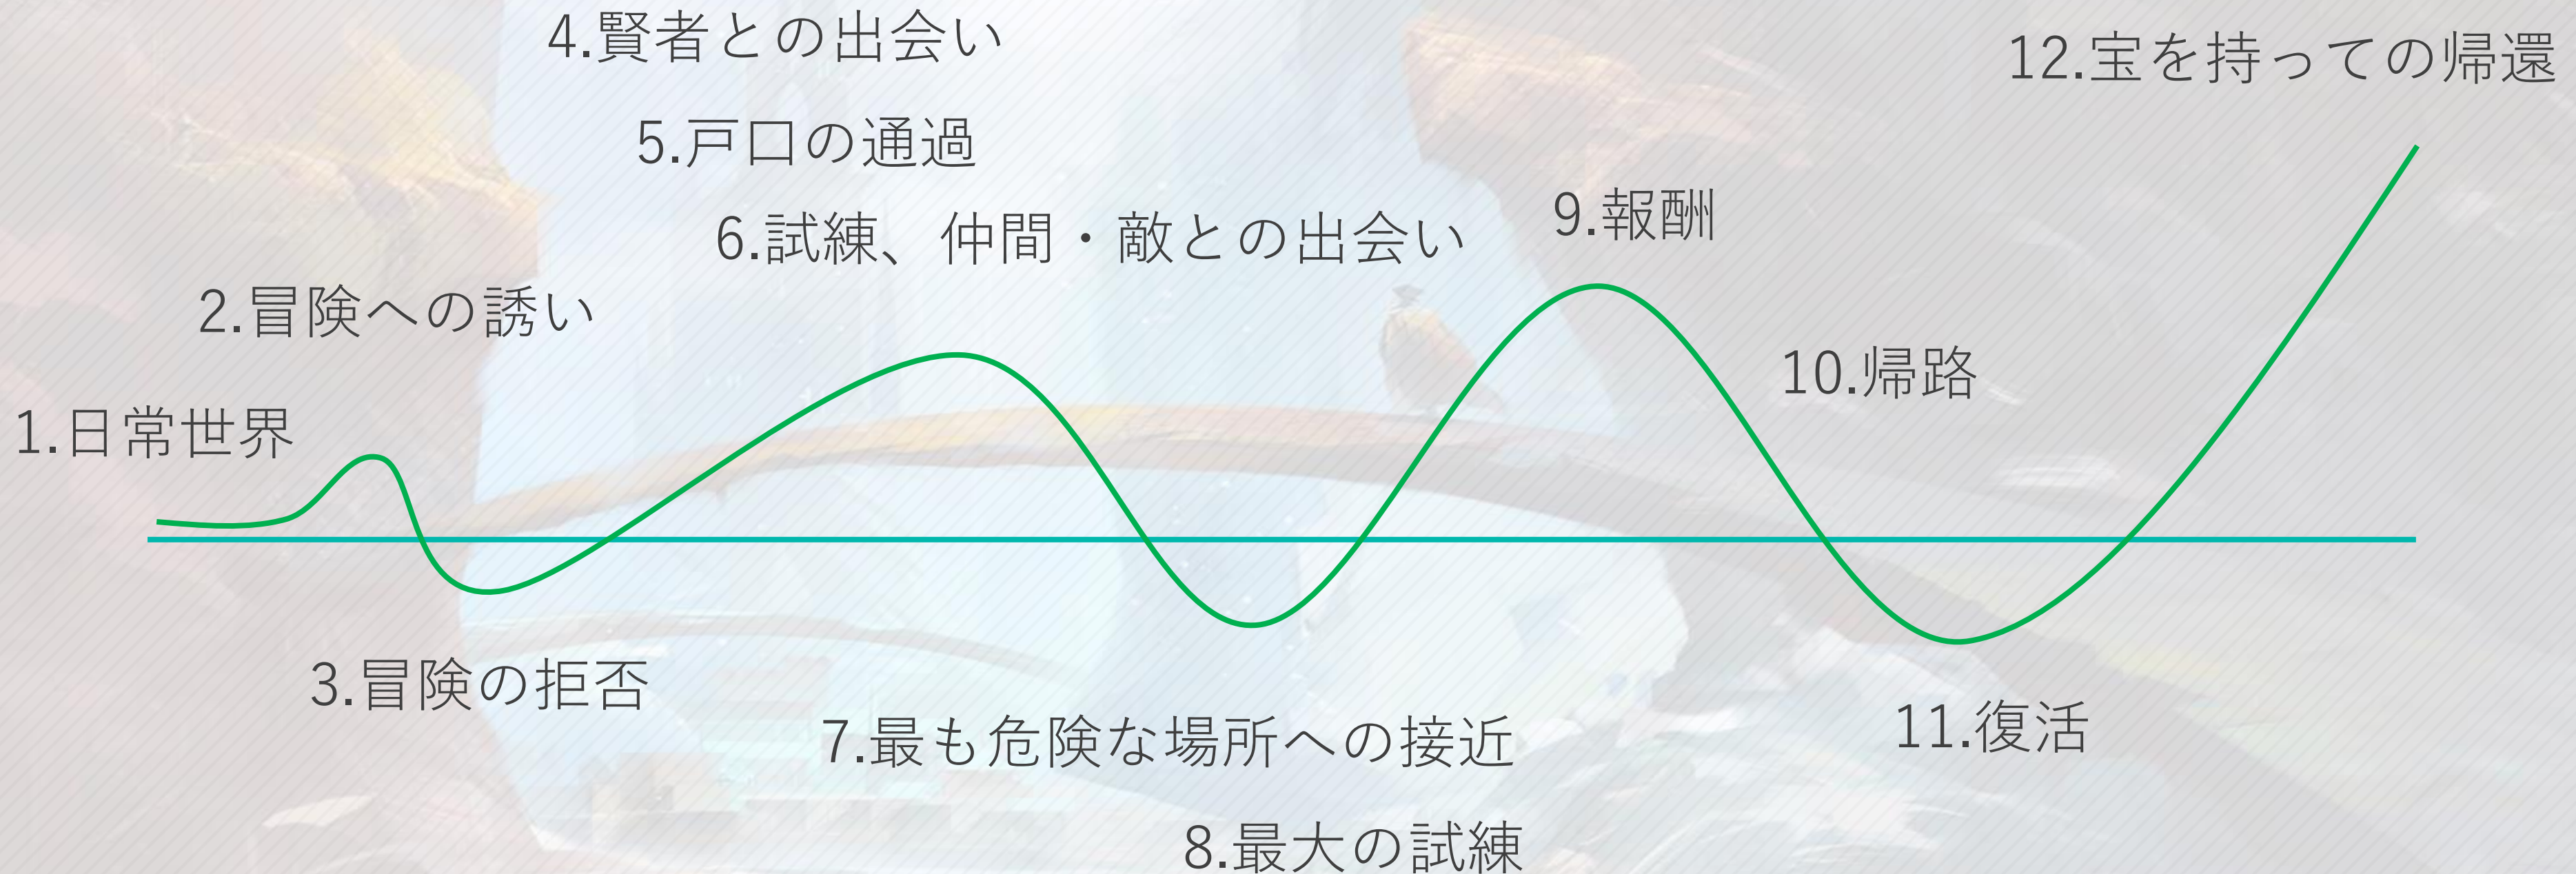 1.日常世界
2.冒険への誘い
3.冒険の拒否
4.賢者との出会い
5.戸口の通過
6.試練、仲間・敵との出会い
7.最も危険な場所への接近
8.最大の試練
9.報酬
10.帰路
11.復活
12.宝を持っての帰還